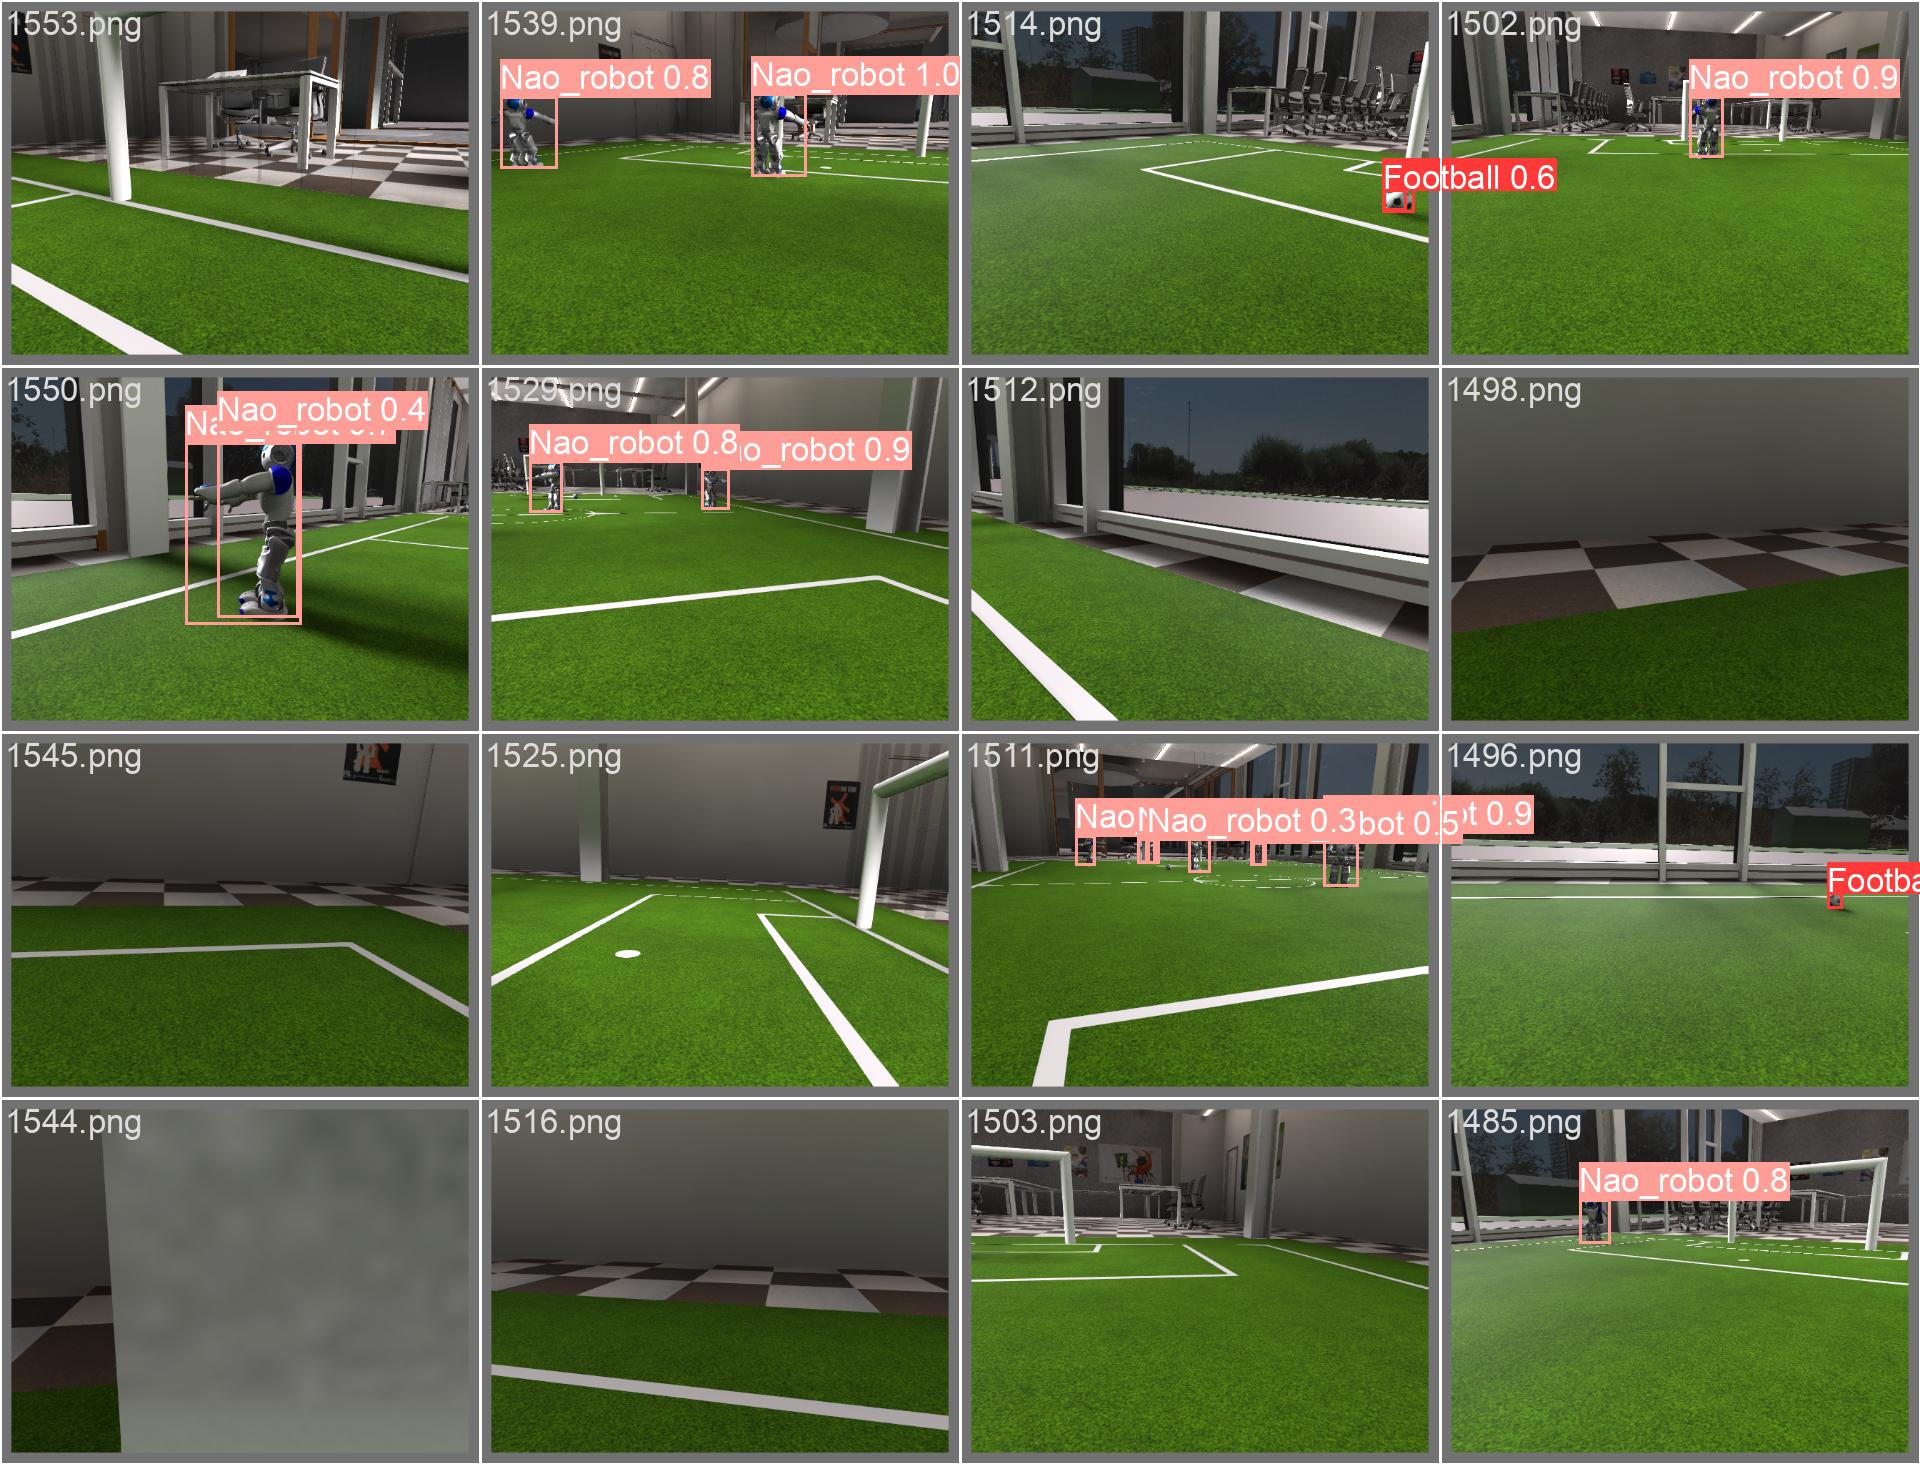 1553.png
1539.png
1514.png
1502.png
Nao_robot 0.8
Nao_robot 1.0
Nao_robot 0.9
Football 0.6
1550.png
1529.png
1512.png
1498.png
Nao_robot 0.4
Nao_robot 0.8
o_robot 0.9
1545.png
1525.png
1511.png
1496.png
Nao
Nao_robot 0.3
bot 0.5
ot 0.9
Footba
1544.png
1516.png
1503.png
1485.png
Nao_robot 0.8